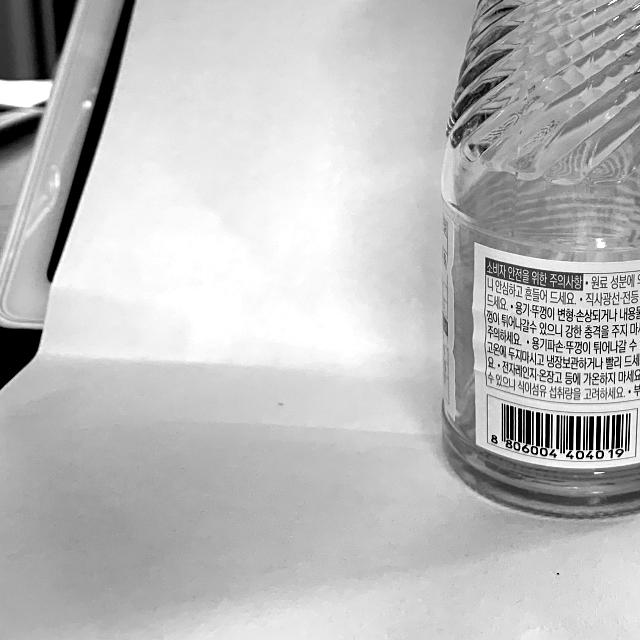 소비자 안전을 위한 주의사항 • 원료 성분에
니 안심하고 흔들어 드세요. • 직사광선·전등
드세요. • 용기 뚜껑이 변형·손상되거나 내용물
껑이 튀어나갈수 있으니 강한 충격을 주지 마
주의하세요. • 용기파손·뚜껑이 튀어나갈 수
고온에 두지마시고 냉장보관하거나 빨리 드세
요. • 전자레인지·온장고 등에 가온하지 마세요
수 있으니 식이섬유 섭취량을 고려하세요. • 부
8 806004 404019